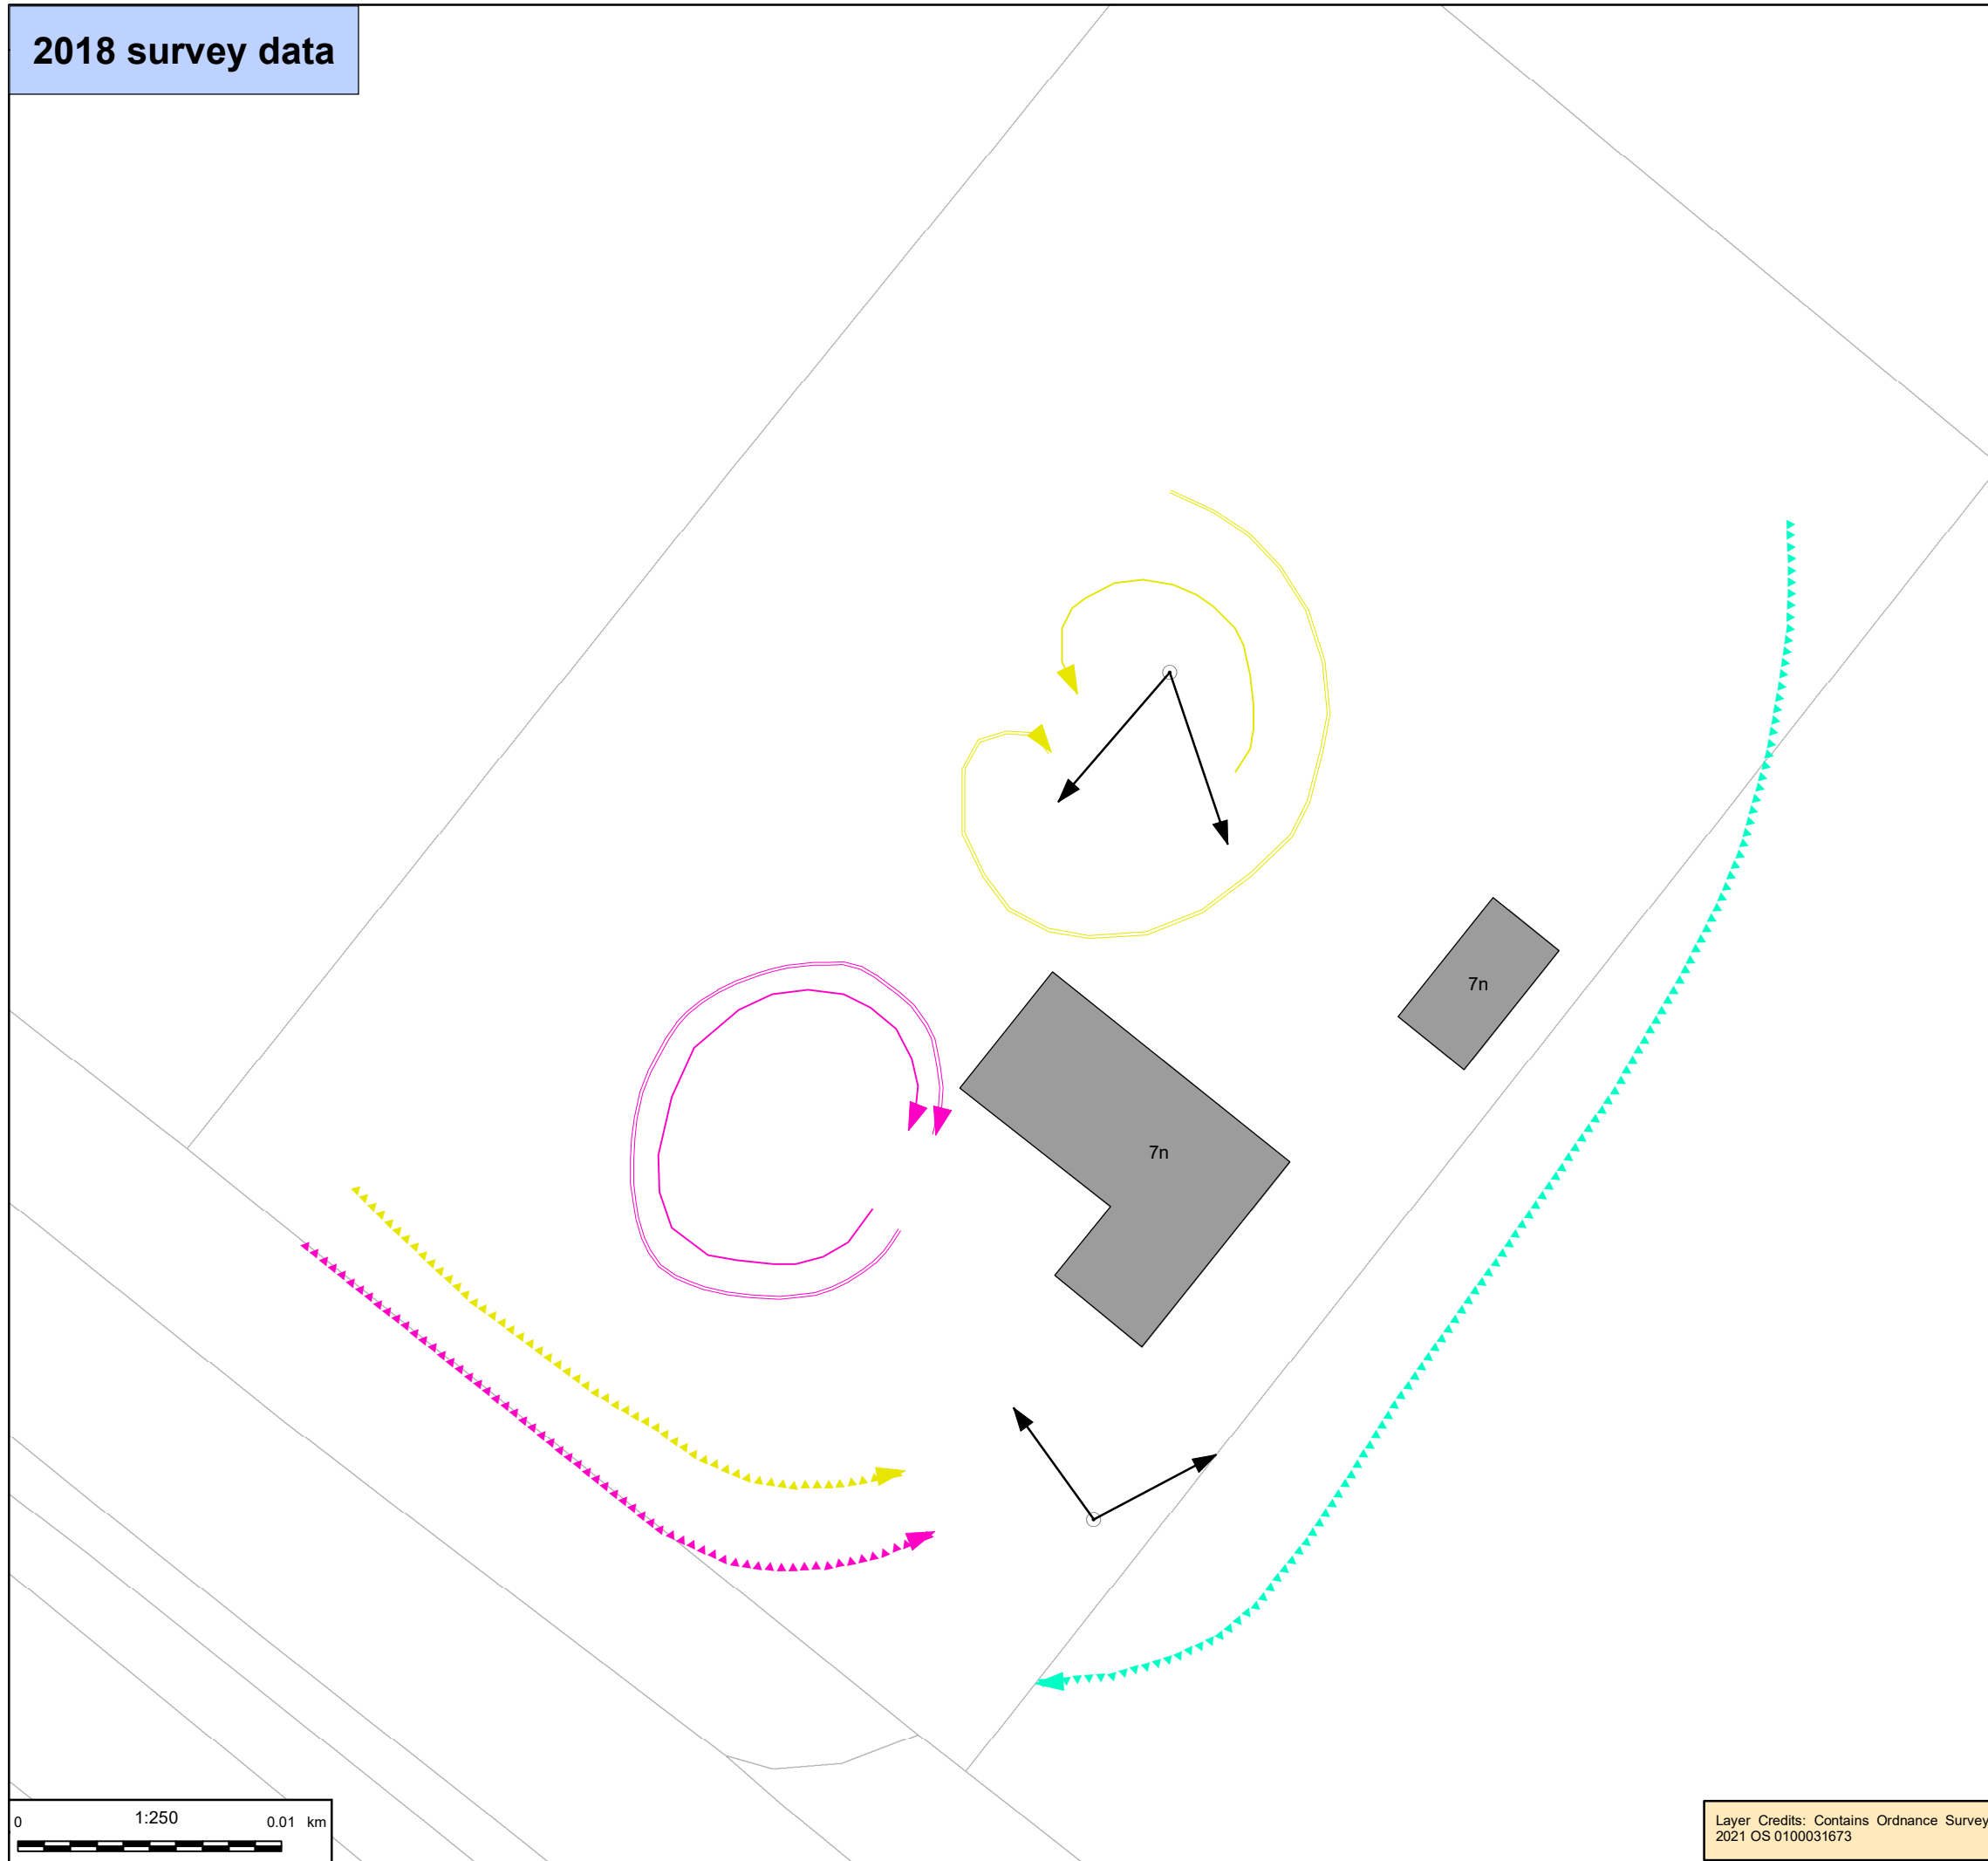 2018 survey data
7n
7n
0 1:250 0.01 km
Layer Credits: Contains Ordnance Survey
2021 OS 0100031673